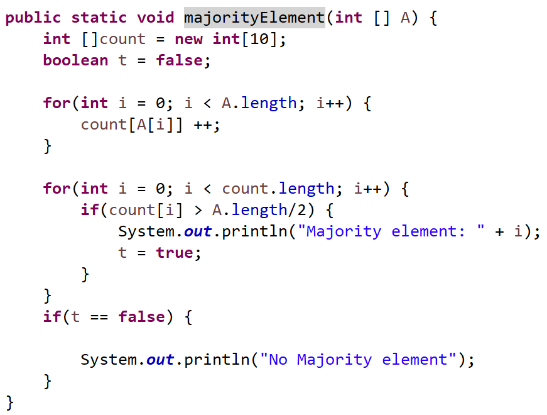 public static void majorityElement(int [] A) {
    int []count = new int[10];
    boolean t = false;

    for(int i = 0; i < A.length; i++) {
        count[A[i]] ++;
    }

    for(int i = 0; i < count.length; i++) {
        if(count[i] > A.length/2) {
            System.out.println("Majority element: " + i);
            t = true;
        }
    }
    if(t == false) {

        System.out.println("No Majority element");
    }
}